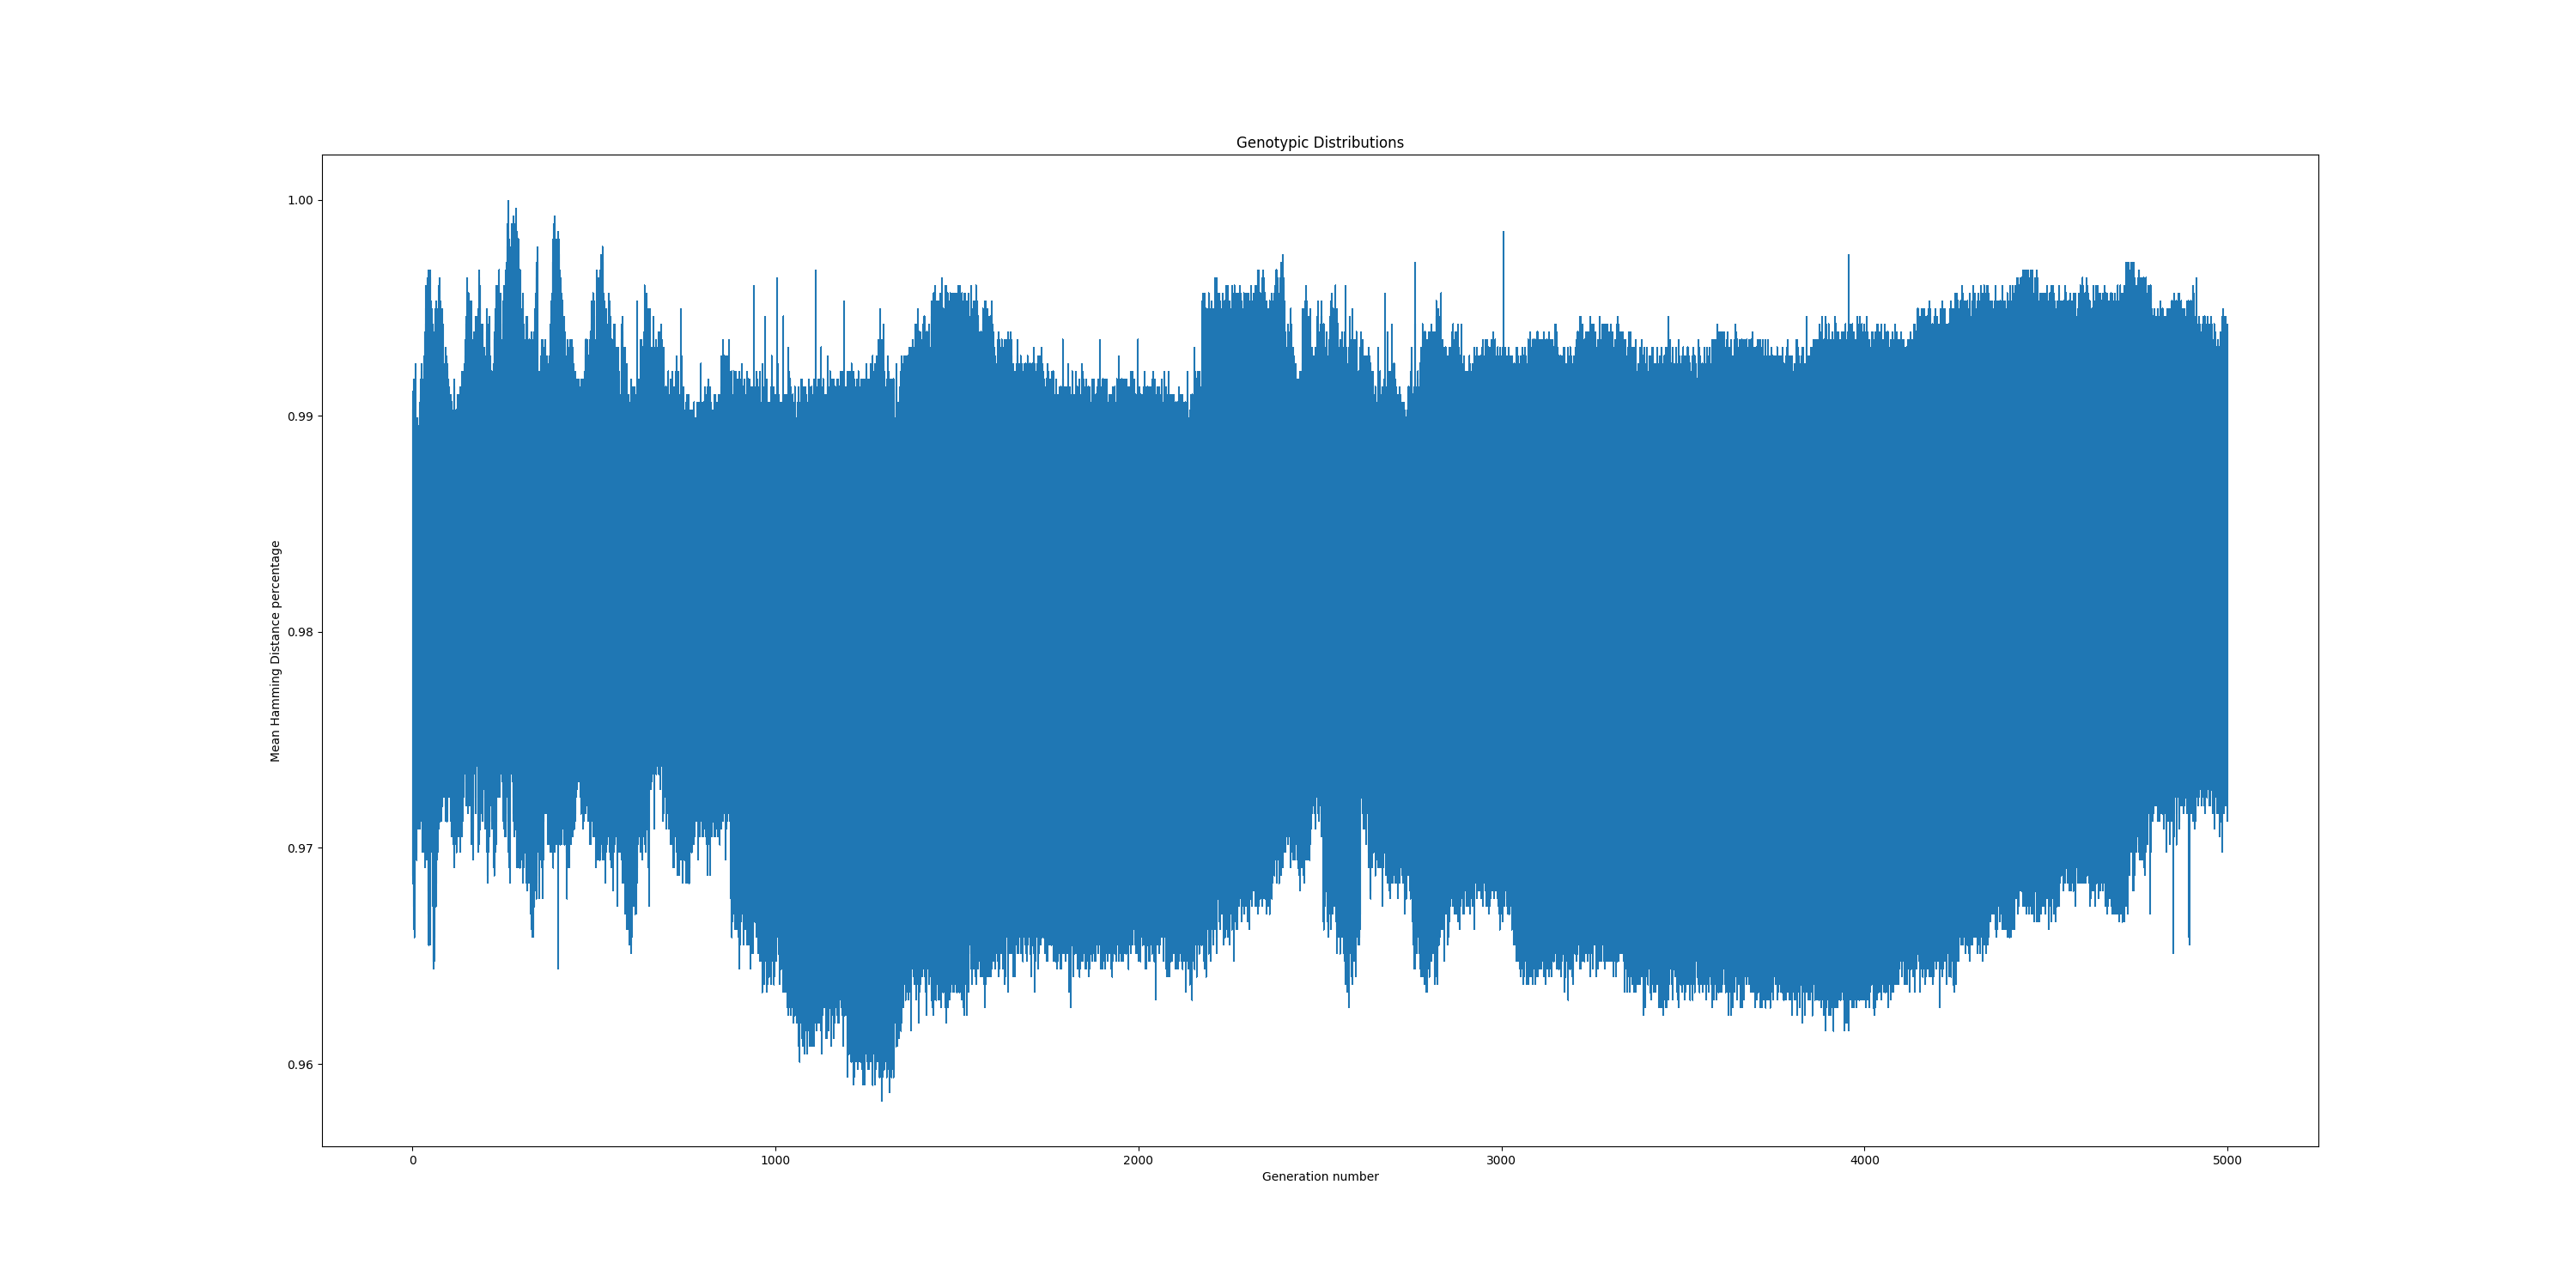 Genotypic Distributions
1.00
0.99
0.98
0.97
0.96
Mean Hamming Distance percentage
0 1000 2000 3000 4000 5000
Generation number